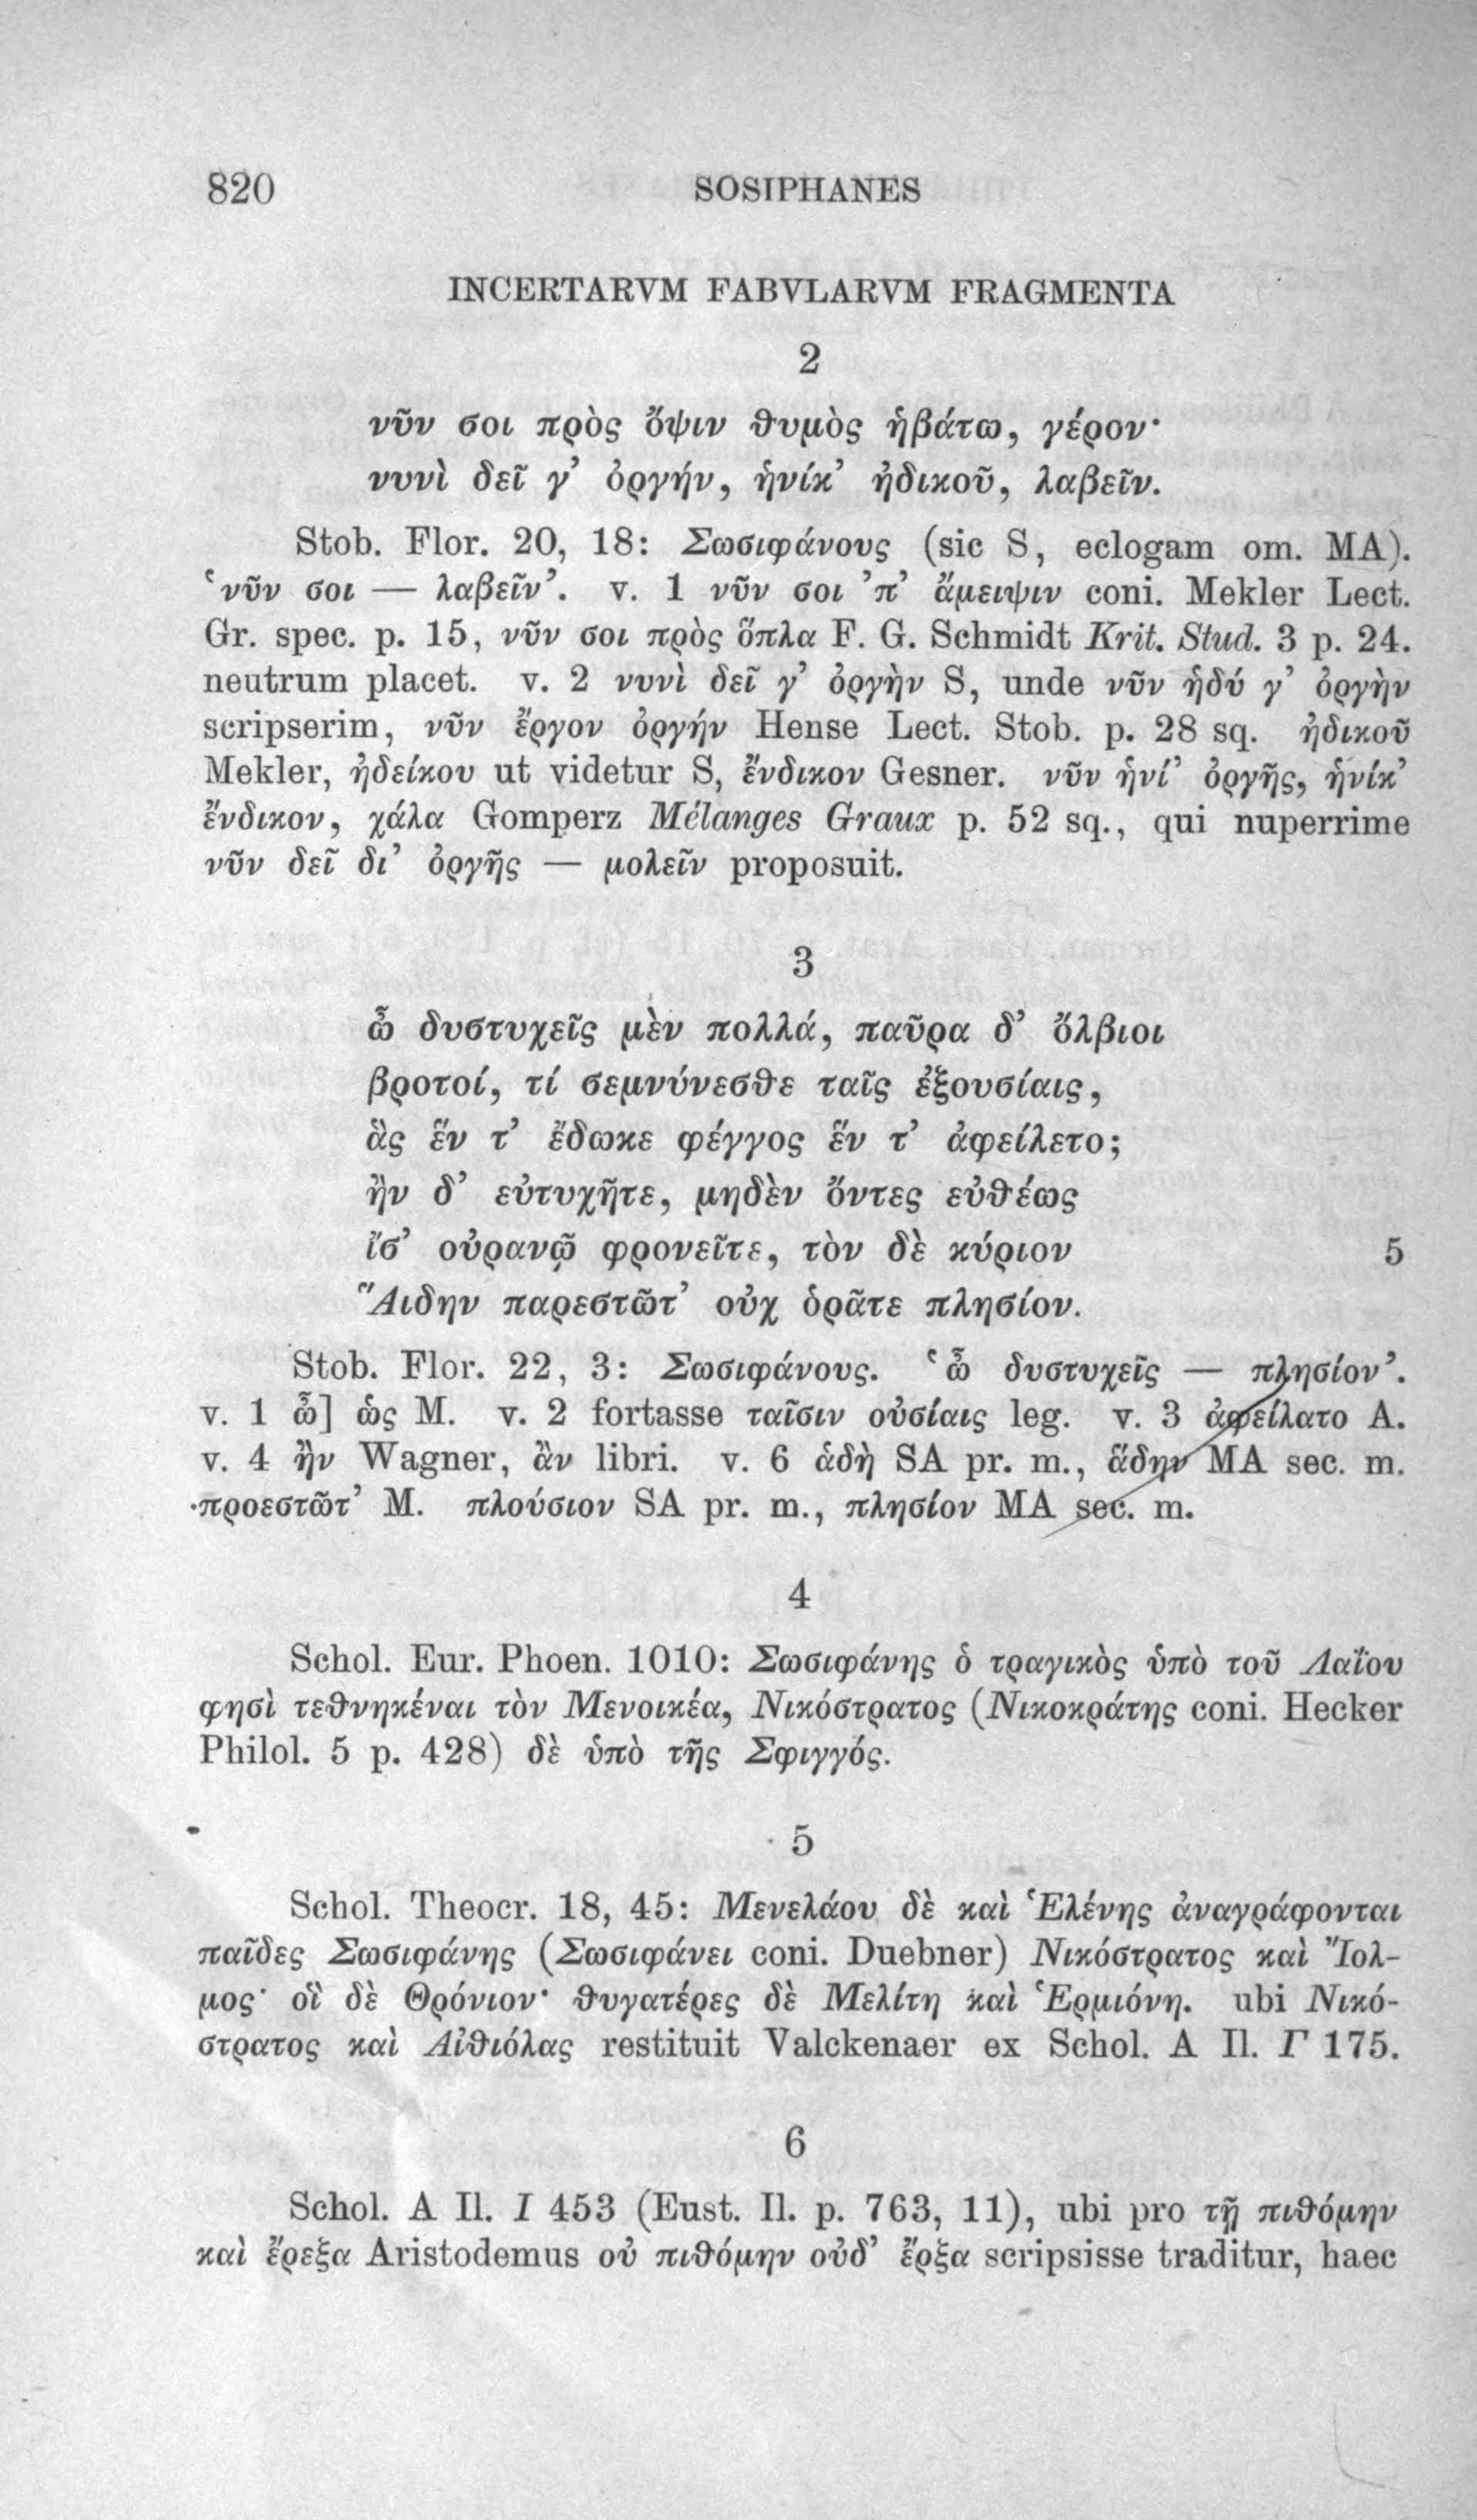 820 SOSIPHANES
INCERTARVM FABVLARVM FRAGMENTA
2
νῦν σοι πρὸς ὄψιν θυμὸς ἡβάτω, γέρον·
νυνὶ δεῖ γ’ ὀργήν, ἡνίκ’ ἠδικοῦ, λαβεῖν.
Stob. Flor. 20, 18: Σωσιφάνους (sic S, eclogam om. MA).
‘νῦν σοι — λαβεῖν’. v. 1 νῦν σοι ’π’ ἄμειψιν coni. Mekler Lect.
Gr. spec. p. 15, νῦν σοι πρὸς ὅπλα F. G. Schmidt Krit. Stud. 3 p. 24.
neutrum placet. v. 2 νυνὶ δεῖ γ’ ὀργὴν S, unde νῦν ἡδύ γ’ ὀργὴν
scripserim, νῦν ἔργον ὀργήν Hense Lect. Stob. p. 28 sq. ἠδικοῦ
Mekler, ἠδείκου ut videtur S, ἔνδικον Gesner. νῦν ἡνί’ ὀργῆς, ἡνίκ’
ἔνδικον, χάλα Gomperz Mélanges Graux p. 52 sq., qui nuperrime
νῦν δεῖ δι’ ὀργῆς — μολεῖν proposuit.
3
ὦ δυστυχεῖς μὲν πολλά, παῦρα δ’ ὄλβιοι
βροτοί, τί σεμνύνεσθε ταῖς ἐξουσίαις,
ἃς ἕν τ’ ἔδωκε φέγγος ἕν τ’ ἀφείλετο;
ἢν δ’ εὐτυχῆτε, μηδὲν ὄντες εὐθέως
ἴσ’ οὐρανῷ φρονεῖτε, τὸν δὲ κύριον 5
Ἅιδην παρεστῶτ’ οὐχ ὁρᾶτε πλησίον.
Stob. Flor. 22, 3: Σωσιφάνους. ‘ὦ δυστυχεῖς — πλησίον’.
v. 1 ὦ] ὡς M. v. 2 fortasse ταῖσιν οὐσίαις leg. v. 3 ἀφείλατο A.
v. 4 ἢν Wagner, ἂν libri. v. 6 ἁδὴ SA pr. m., ἅδην MA sec. m.
προεστῶτ’ M. πλούσιον SA pr. m., πλησίον MA sec. m.
4
Schol. Eur. Phoen. 1010: Σωσιφάνης ὁ τραγικὸς ὑπὸ τοῦ Λαΐου
φησὶ τεθνηκέναι τὸν Μενοικέα, Νικόστρατος (Νικοκράτης coni. Hecker
Philol. 5 p. 428) δὲ ὑπὸ τῆς Σφιγγός.
5
Schol. Theocr. 18, 45: Μενελάου δὲ καὶ Ἑλένης ἀναγράφονται
παῖδες Σωσιφάνης (Σωσιφάνει coni. Duebner) Νικόστρατος καὶ Ἴολ-
μος· οἳ δὲ Θρόνιον· θυγατέρες δὲ Μελίτη καὶ Ἑρμιόνη. ubi Νικό-
στρατος καὶ Αἰθιόλας restituit Valckenaer ex Schol. A Il. Γ 175.
6
Schol. A Il. I 453 (Eust. Il. p. 763, 11), ubi pro τῇ πιθόμην
καὶ ἔρεξα Aristodemus οὐ πιθόμην οὐδ’ ἔρξα scripsisse traditur, haec